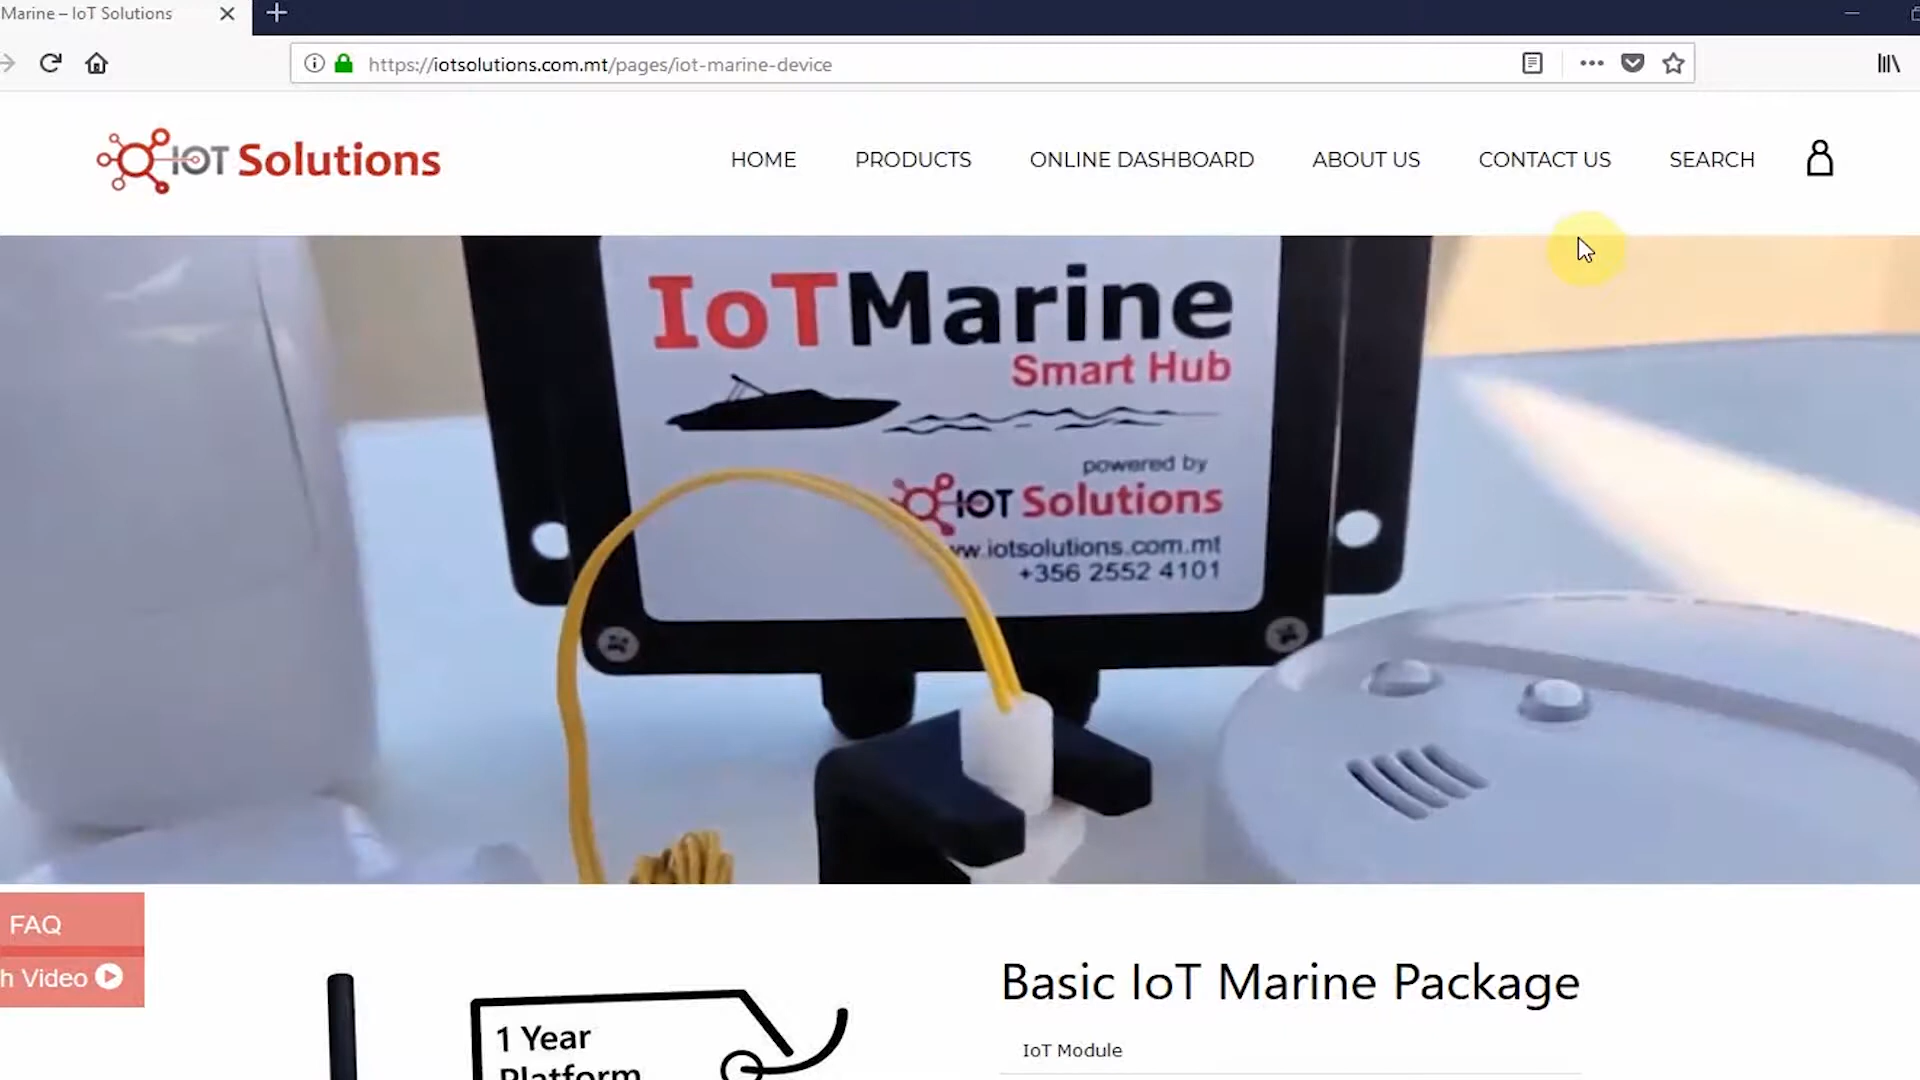 Marine – IoT Solutions
https://iotsolutions.com.mt/pages/iot-marine-device
IOT Solutions
HOME
PRODUCTS
ONLINE DASHBOARD
ABOUT US
CONTACT US
SEARCH
IoTMarine
Smart Hub
powered by
IOT Solutions
w.iotsolutions.com.mt
+356 2552 4101
FAQ
h Video
Basic IoT Marine Package
1 Year
Platform
IoT Module